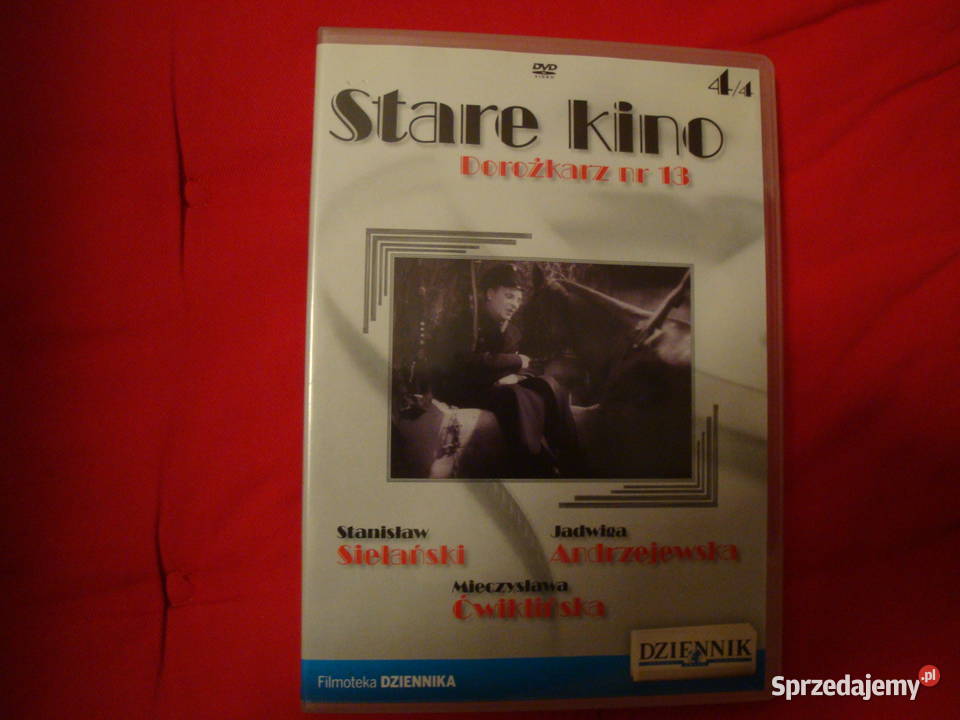 DVD
VIDEO
4/4
Stare kino
Dorożkarz nr 13
Stanisław
Sielański
Jadwiga
Andrzejewska
Mieczysława
Ćwiklińska
DZIENNIK
Filmoteka DZIENNIKA
Sprzedajemy.pl